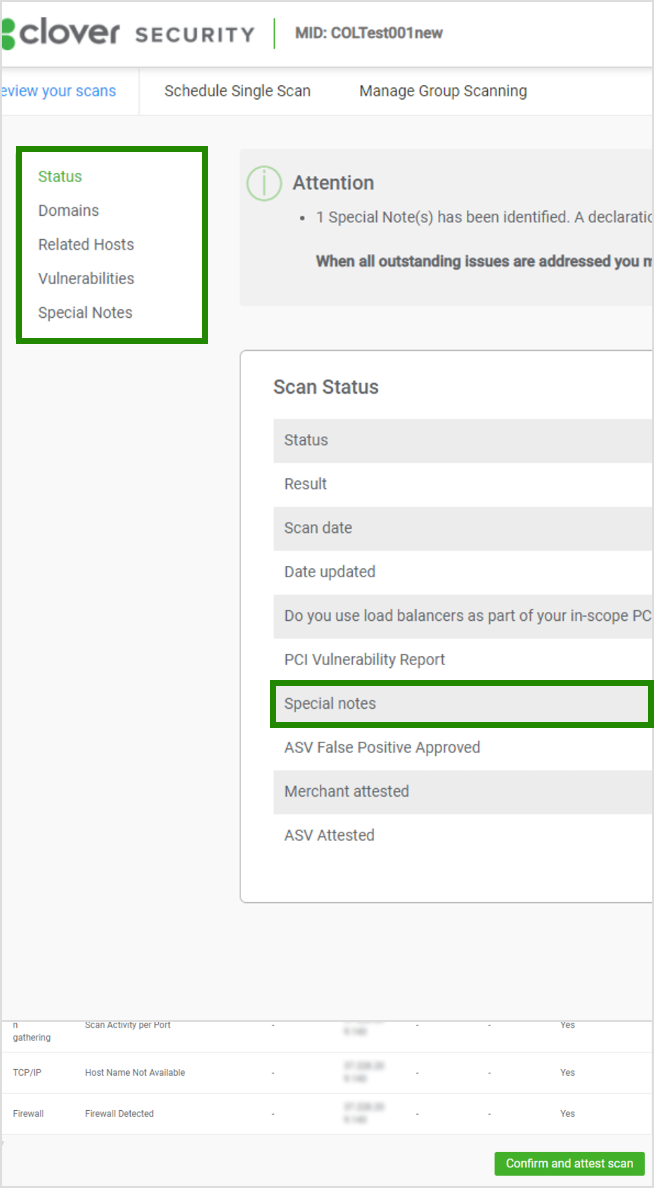 clover SECURITY MID: COLTest001new
eview your scans Schedule Single Scan Manage Group Scanning
Status
Domains
Related Hosts
Vulnerabilities
Special Notes
Attention
• 1 Special Note(s) has been identified. A declaratio
When all outstanding issues are addressed you m
Scan Status
Status
Result
Scan date
Date updated
Do you use load balancers as part of your in-scope PC
PCI Vulnerability Report
Special notes
ASV False Positive Approved
Merchant attested
ASV Attested
n Scan Activity per Port - - - Yes
gathering
TCP/IP Host Name Not Available - - - Yes
Firewall Firewall Detected - - - Yes
Confirm and attest scan